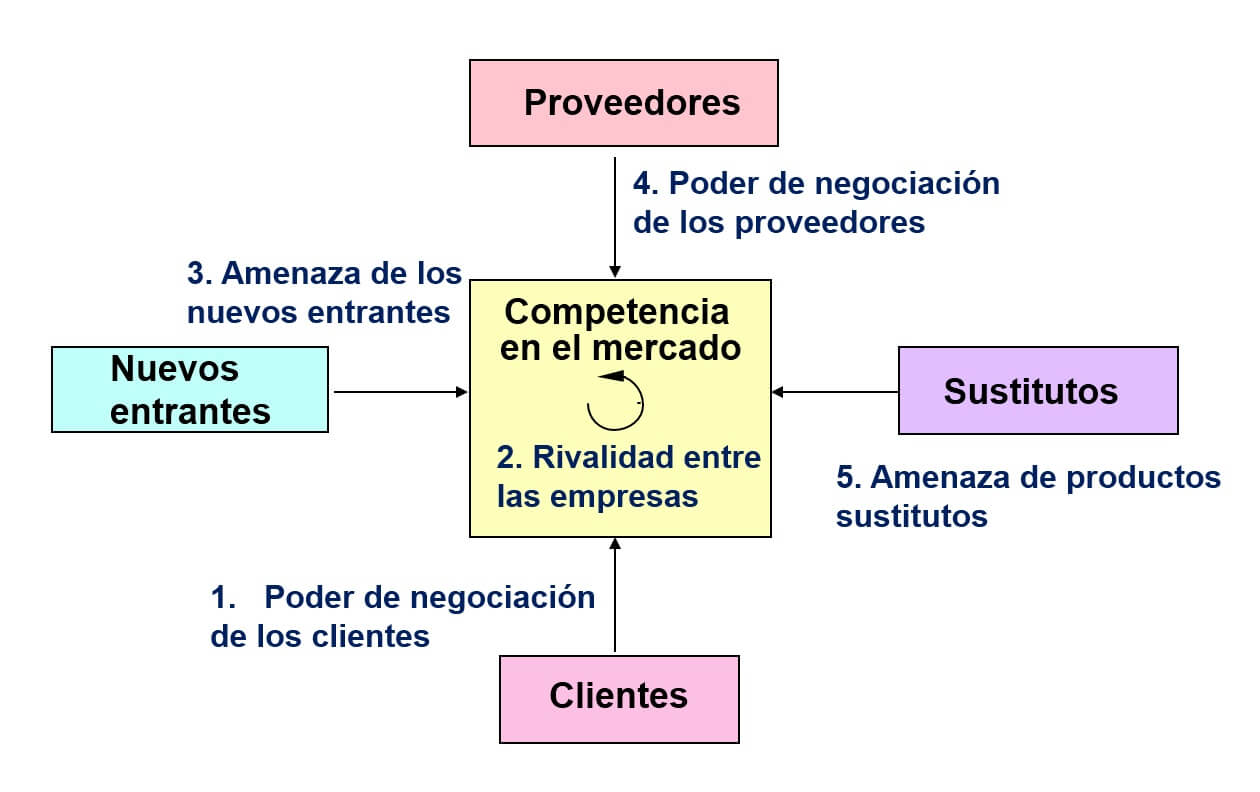 Proveedores
4. Poder de negociación
de los proveedores
3. Amenaza de los
nuevos entrantes
Nuevos
entrantes
Competencia
en el mercado
2. Rivalidad entre
las empresas
Sustitutos
5. Amenaza de productos
sustitutos
1. Poder de negociación
de los clientes
Clientes